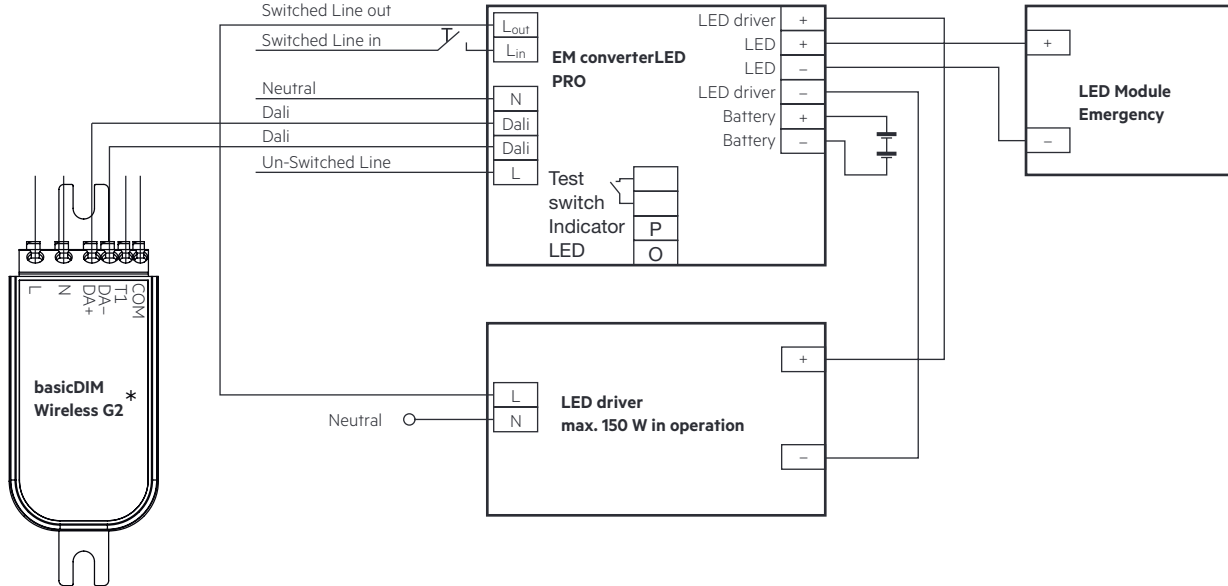 Switched Line out
Switched Line in
Neutral
Dali
Dali
Un-Switched Line
Lout
Lin
N
Dali
Dali
L
EM converterLED
PRO
Test
switch
Indicator
LED
P
O
LED driver +
LED +
LED –
LED driver –
Battery +
Battery –
+
–
LED Module
Emergency
L
N
DA+
DA-
T1
COM
basicDIM
Wireless G2 *
Neutral
L
N
LED driver
max. 150 W in operation
+
–